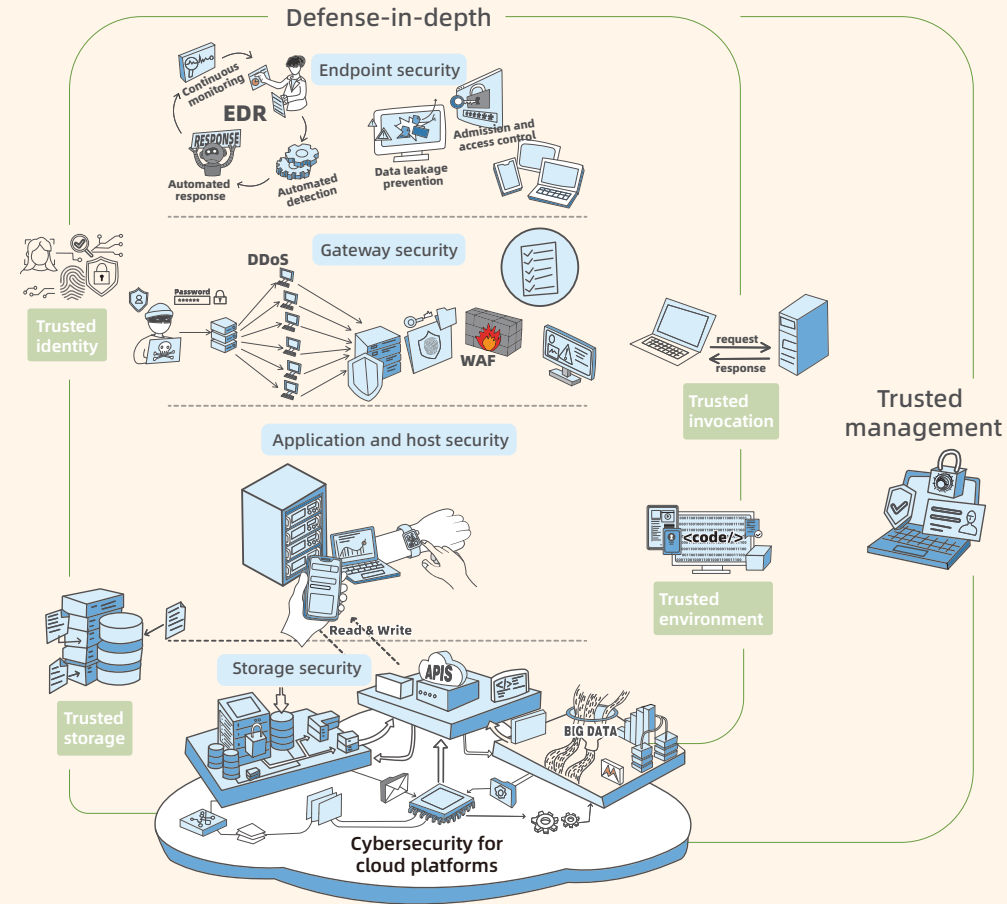 Defense-in-depth
Endpoint security
Continuous
monitoring
EDR
RESPONSE
Automated
response
Automated
detection
Data leakage
prevention
Admission and
access control
Gateway security
DDoS
Password
******
WAF
Trusted
identity
request
response
Trusted
invocation
Trusted
management
Application and host security
<code/>
Trusted
environment
Read & Write
Storage security
APIS
</>
BIG DATA
Trusted
storage
Cybersecurity for
cloud platforms